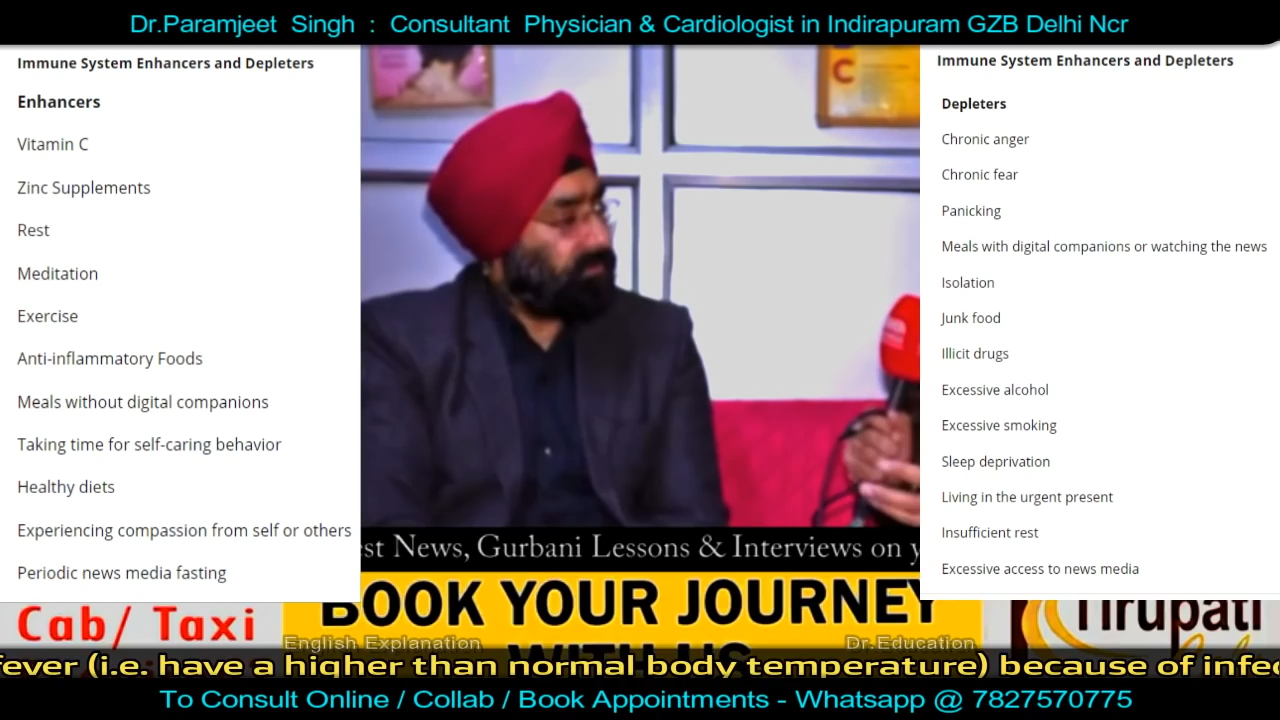 Dr.Paramjeet Singh : Consultant Physician & Cardiologist in Indirapuram GZB Delhi Ncr
Immune System Enhancers and Depleters
Enhancers
Vitamin C
Zinc Supplements
Rest
Meditation
Exercise
Anti-inflammatory Foods
Meals without digital companions
Taking time for self-caring behavior
Healthy diets
Experiencing compassion from self or others
Periodic news media fasting
C
Immune System Enhancers and Depleters
Depleters
Chronic anger
Chronic fear
Panicking
Meals with digital companions or watching the news
Isolation
Junk food
Illicit drugs
Excessive alcohol
Excessive smoking
Sleep deprivation
Living in the urgent present
Insufficient rest
Excessive access to news media
est News, Gurbani Lessons & Interviews on y
Cab/ Taxi
BOOK YOUR JOURNEY
WITH US
Tirupati
English Explanation
Dr.Education
fever (i.e. have a higher than normal body temperature) because of infec
To Consult Online / Collab / Book Appointments - Whatsapp @ 7827570775